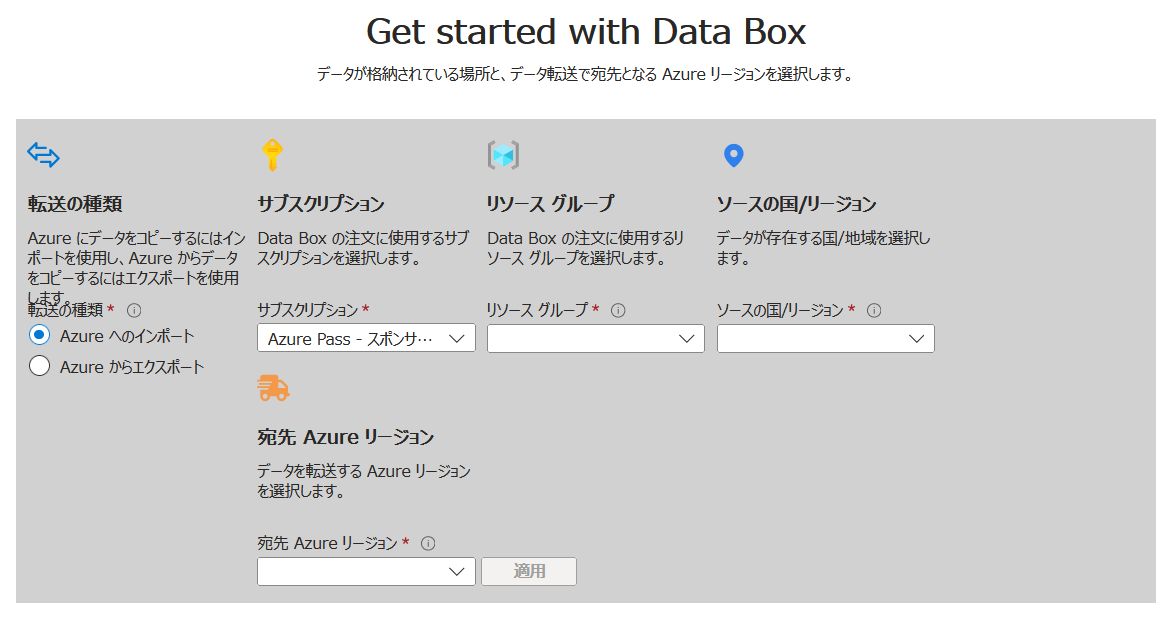 Get started with Data Box
データが格納されている場所と、データ転送で宛先となる Azure リージョンを選択します。
転送の種類
Azure にデータをコピーするにはイン
ポートを使用し、Azure からデータ
をコピーするにはエクスポートを使用
します。
転送の種類 *
Azure へのインポート
Azure からエクスポート
サブスクリプション
Data Box の注文に使用するサブ
スクリプションを選択します。
サブスクリプション *
Azure Pass - スポンサ…
リソース グループ
Data Box の注文に使用するリ
ソース グループを選択します。
リソース グループ *
ソースの国/リージョン
データが存在する国/地域を選択し
ます。
ソースの国/リージョン *
宛先 Azure リージョン
データを転送する Azure リージョン
を選択します。
宛先 Azure リージョン *
適用